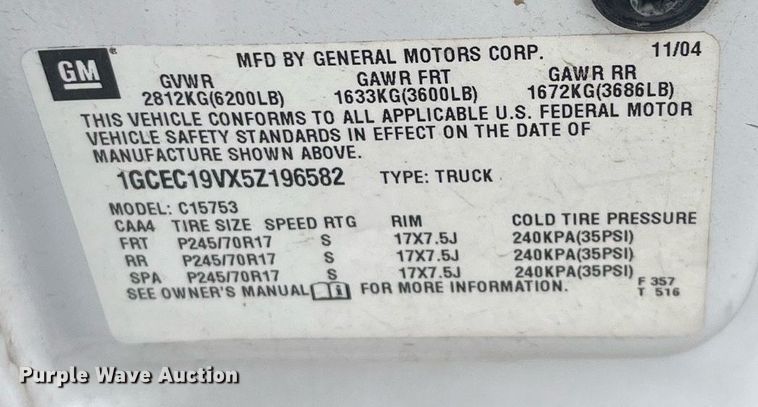 GM
MFD BY GENERAL MOTORS CORP. 11/04
GVWR GAWR FRT GAWR RR
2812KG(6200LB) 1633KG(3600LB) 1672KG(3686LB)
THIS VEHICLE CONFORMS TO ALL APPLICABLE U.S. FEDERAL MOTOR
VEHICLE SAFETY STANDARDS IN EFFECT ON THE DATE OF
MANUFACTURE SHOWN ABOVE.
1GCEC19VX5Z196582 TYPE: TRUCK
MODEL: C15753
CAA4 TIRE SIZE SPEED RTG RIM COLD TIRE PRESSURE
FRT P245/70R17 S 17X7.5J 240KPA(35PSI)
RR P245/70R17 S 17X7.5J 240KPA(35PSI)
SPA P245/70R17 S 17X7.5J 240KPA(35PSI)
SEE OWNER'S MANUAL FOR MORE INFORMATION. F 357
T 516
Purple Wave Auction